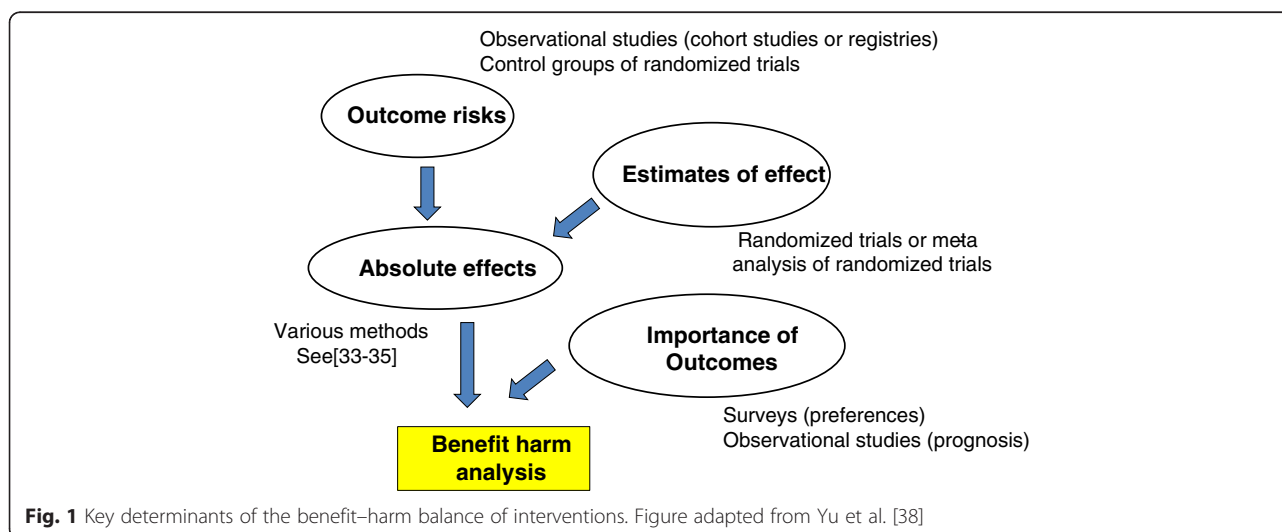 Observational studies (cohort studies or registries)
Control groups of randomized trials
Outcome risks
Estimates of effect
Randomized trials or meta
analysis of randomized trials
Absolute effects
Various methods
See[33-35]
Importance of
Outcomes
Surveys (preferences)
Observational studies (prognosis)
Benefit harm
analysis
Fig. 1 Key determinants of the benefit–harm balance of interventions. Figure adapted from Yu et al. [38]